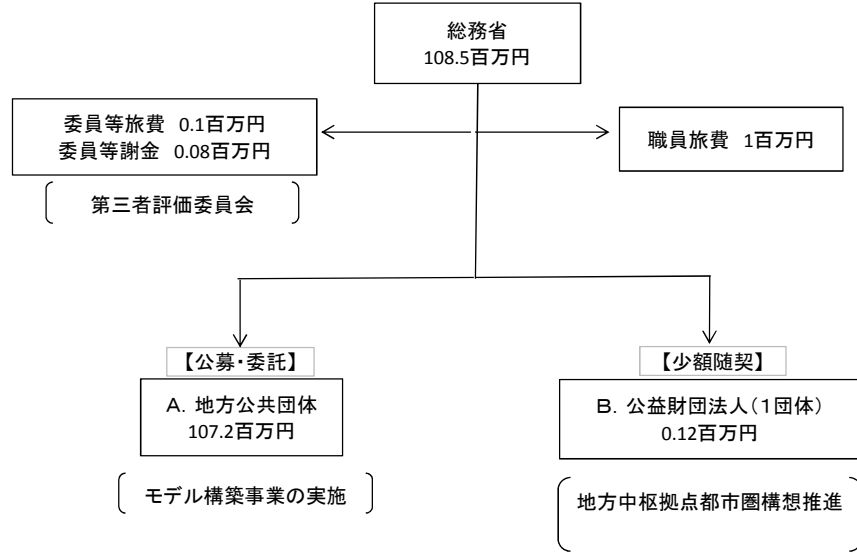 総務省
108.5百万円
委員等旅費 0.1百万円
委員等謝金 0.08百万円
第三者評価委員会
職員旅費 1百万円
【公募・委託】
A. 地方公共団体
107.2百万円
モデル構築事業の実施
【少額随契】
B. 公益財団法人(1団体)
0.12百万円
地方中枢拠点都市圏構想推進